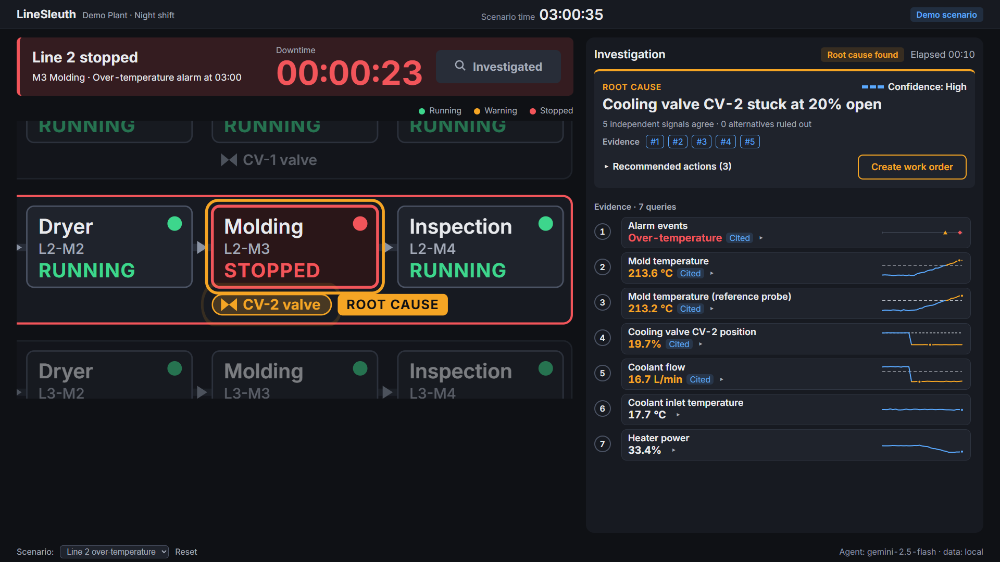 LineSleuth Demo Plant · Night shift
Scenario time 03:00:35
Demo scenario
Line 2 stopped
M3 Molding · Over-temperature alarm at 03:00
Downtime
00:00:23
Investigated
Running Warning Stopped
RUNNING RUNNING RUNNING
CV-1 valve
Dryer
L2-M2
RUNNING
Molding
L2-M3
STOPPED
Inspection
L2-M4
RUNNING
CV-2 valve ROOT CAUSE
Dryer
L3-M2
Molding
L3-M3
Inspection
L3-M4
Investigation
Root cause found Elapsed 00:10
ROOT CAUSE
Confidence: High
Cooling valve CV-2 stuck at 20% open
5 independent signals agree · 0 alternatives ruled out
Evidence #1 #2 #3 #4 #5
Recommended actions (3)
Create work order
Evidence · 7 queries
1
Alarm events
Over-temperature Cited
2
Mold temperature
213.6 °C Cited
3
Mold temperature (reference probe)
213.2 °C Cited
4
Cooling valve CV-2 position
19.7% Cited
5
Coolant flow
16.7 L/min Cited
6
Coolant inlet temperature
17.7 °C
7
Heater power
33.4%
Scenario: Line 2 over-temperature Reset
Agent: gemini-2.5-flash · data: local